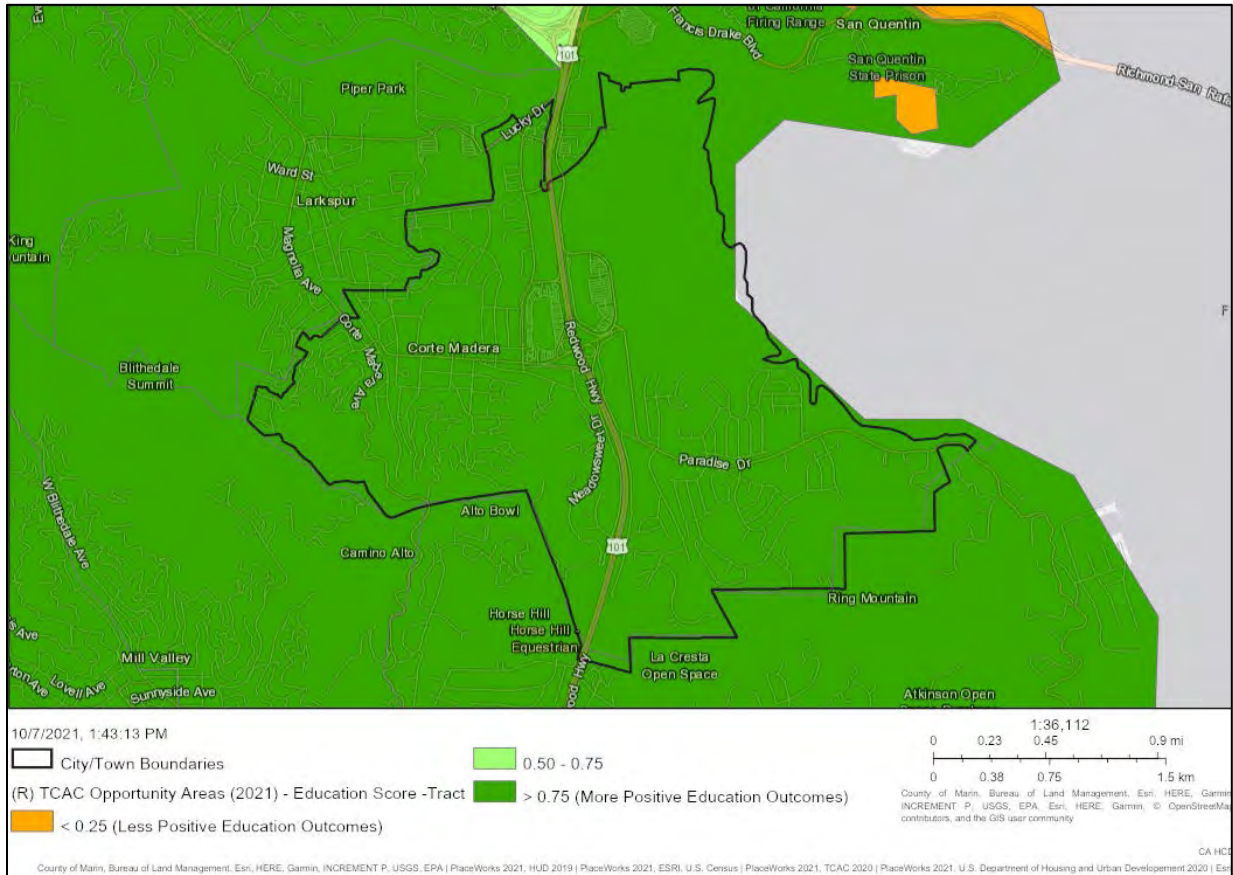 101
Francis Drake Blvd
Firing Range
San Quentin
San Quentin
State Prison
Richmond-San Rafa
Piper Park
Lucky Dr
Ward St
Larkspur
King
untain
Magnolia Ave
Corte Madera Ave
Corte Madera
Redwood Hwy
Blithedale
Summit
F
Meadowsweet Dr
Paradise Dr
W Blithedale Ave
Alto Bowl
Camino Alto
101
Ring Mountain
Horse Hill
Horse Hill -
Equestrian
La Cresta
Open Space
Mill Valley
Lovell Ave
Sunnyside Ave
ood Hwy
Atkinson Open
10/7/2021, 1:43:13 PM
City/Town Boundaries
(R) TCAC Opportunity Areas (2021) - Education Score -Tract
< 0.25 (Less Positive Education Outcomes)
0.50 - 0.75
> 0.75 (More Positive Education Outcomes)
1:36,112
0 0.23 0.45 0.9 mi
0 0.38 0.75 1.5 km
County of Marin, Bureau of Land Management, Esri, HERE, Garmin,
INCREMENT P, USGS, EPA, Esri, HERE, Garmin, © OpenStreetMap
contributors, and the GIS user community
CA HCD
County of Marin, Bureau of Land Management, Esri, HERE, Garmin, INCREMENT P, USGS, EPA | PlaceWorks 2021, HUD 2019 | PlaceWorks 2021, ESRI, U.S. Census | PlaceWorks 2021, TCAC 2020 | PlaceWorks 2021, U.S. Department of Housing and Urban Developement 2020 | Esri